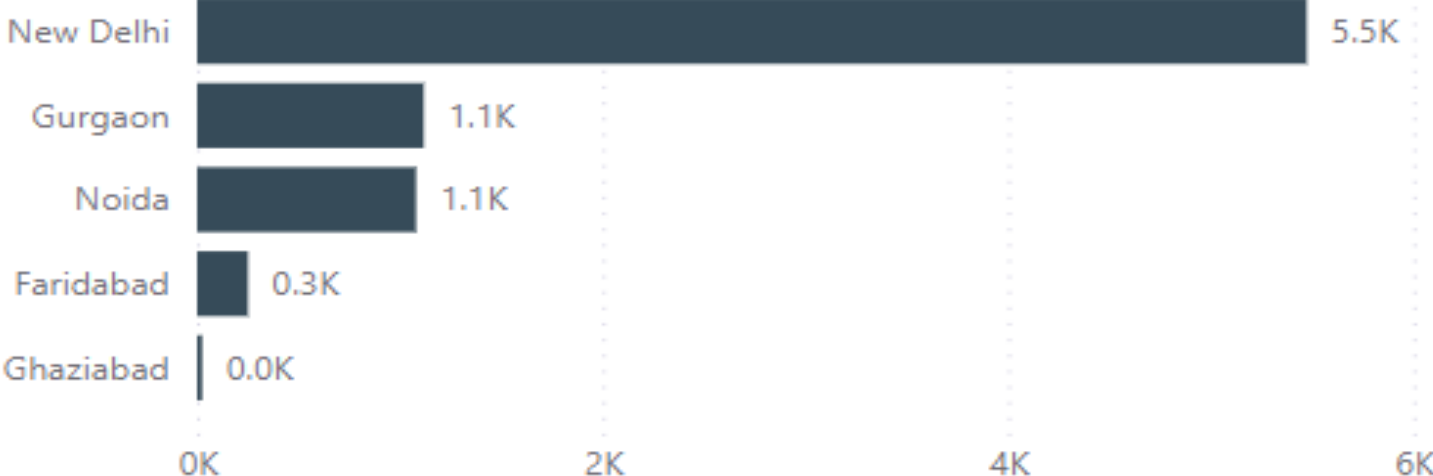 New Delhi 5.5K
Gurgaon 1.1K
Noida 1.1K
Faridabad 0.3K
Ghaziabad 0.0K
0K 2K 4K 6K